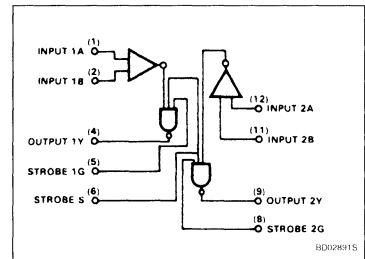 (1)
INPUT 1A
(2)
INPUT 1B
(12)
INPUT 2A
(11)
INPUT 2B
(4)
OUTPUT 1Y
(5)
STROBE 1G
(6)
STROBE S
(9)
OUTPUT 2Y
(8)
STROBE 2G
BD02891S